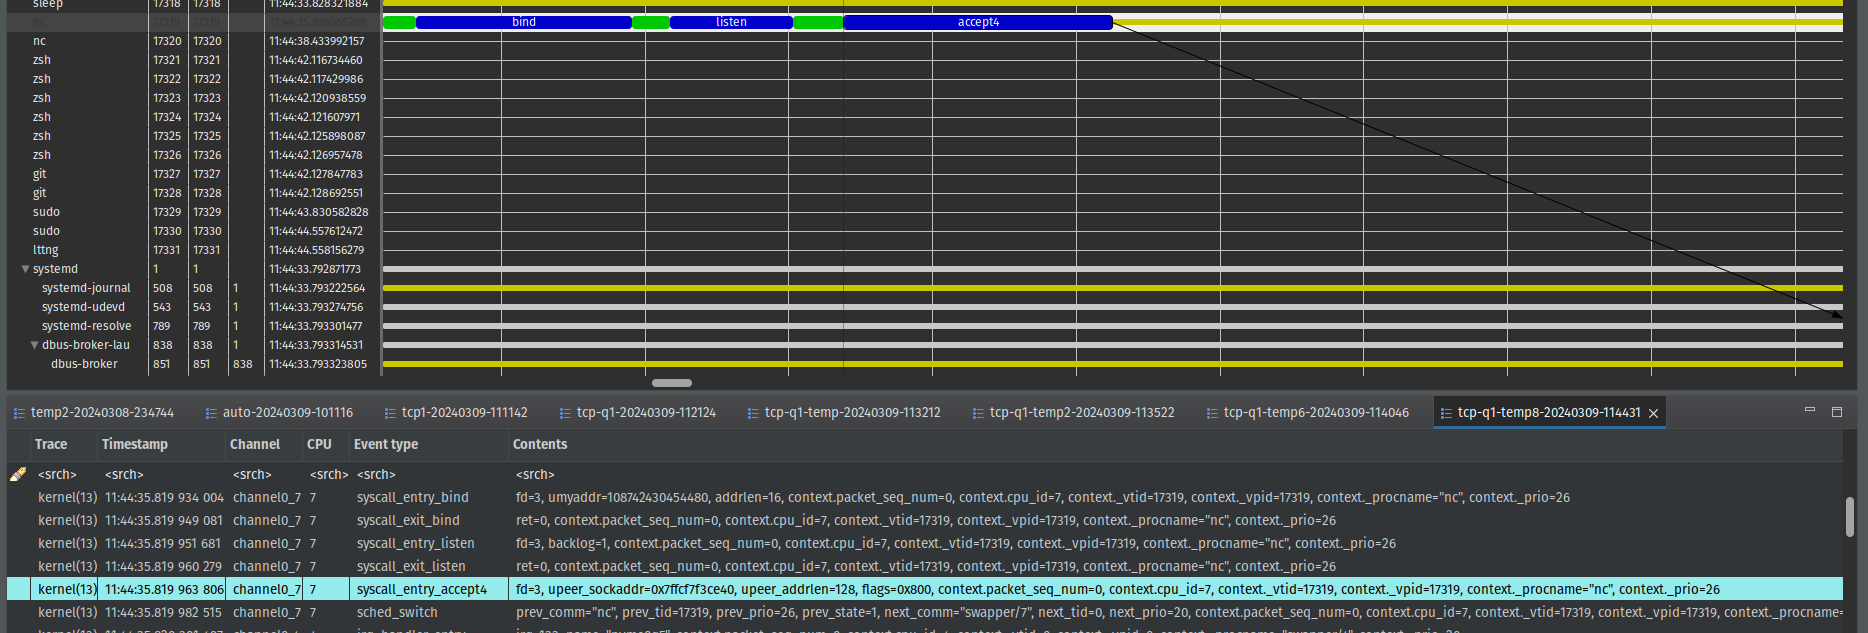 sleep 17318 17318 11:44:33.828321884
nc 17319 17319 11:44:35.816065289 bind listen accept4
nc 17320 17320 11:44:38.433992157
zsh 17321 17321 11:44:42.116734460
zsh 17322 17322 11:44:42.117429986
zsh 17323 17323 11:44:42.120938559
zsh 17324 17324 11:44:42.121607971
zsh 17325 17325 11:44:42.125898087
zsh 17326 17326 11:44:42.126957478
git 17327 17327 11:44:42.127847783
git 17328 17328 11:44:42.128692551
sudo 17329 17329 11:44:43.830582828
sudo 17330 17330 11:44:44.557612472
lttng 17331 17331 11:44:44.558156279
systemd 1 1 11:44:33.792871773
systemd-journal 508 508 1 11:44:33.793222564
systemd-udevd 543 543 1 11:44:33.793274756
systemd-resolve 789 789 1 11:44:33.793301477
dbus-broker-lau 838 838 1 11:44:33.793314531
dbus-broker 851 851 838 11:44:33.793323805
temp2-20240308-234744 auto-20240309-101116 tcp1-20240309-111142 tcp-q1-20240309-112124 tcp-q1-temp-20240309-113212 tcp-q1-temp2-20240309-113522 tcp-q1-temp6-20240309-114046 tcp-q1-temp8-20240309-114431
Trace Timestamp Channel CPU Event type Contents
<srch> <srch> <srch> <srch> <srch> <srch>
kernel(13) 11:44:35.819 934 004 channel0_7 7 syscall_entry_bind fd=3, umyaddr=108742430454480, addrlen=16, context.packet_seq_num=0, context.cpu_id=7, context._vtid=17319, context._vpid=17319, context._procname="nc", context._prio=26
kernel(13) 11:44:35.819 949 081 channel0_7 7 syscall_exit_bind ret=0, context.packet_seq_num=0, context.cpu_id=7, context._vtid=17319, context._vpid=17319, context._procname="nc", context._prio=26
kernel(13) 11:44:35.819 951 681 channel0_7 7 syscall_entry_listen fd=3, backlog=1, context.packet_seq_num=0, context.cpu_id=7, context._vtid=17319, context._vpid=17319, context._procname="nc", context._prio=26
kernel(13) 11:44:35.819 960 279 channel0_7 7 syscall_exit_listen ret=0, context.packet_seq_num=0, context.cpu_id=7, context._vtid=17319, context._vpid=17319, context._procname="nc", context._prio=26
kernel(13) 11:44:35.819 963 806 channel0_7 7 syscall_entry_accept4 fd=3, upeer_sockaddr=0x7ffcf7f3ce40, upeer_addrlen=128, flags=0x800, context.packet_seq_num=0, context.cpu_id=7, context._vtid=17319, context._vpid=17319, context._procname="nc", context._prio=26
kernel(13) 11:44:35.819 982 515 channel0_7 7 sched_switch prev_comm="nc", prev_tid=17319, prev_prio=26, prev_state=1, next_comm="swapper/7", next_tid=0, next_prio=20, context.packet_seq_num=0, context.cpu_id=7, context._vtid=17319, context._vpid=17319, context._procname=